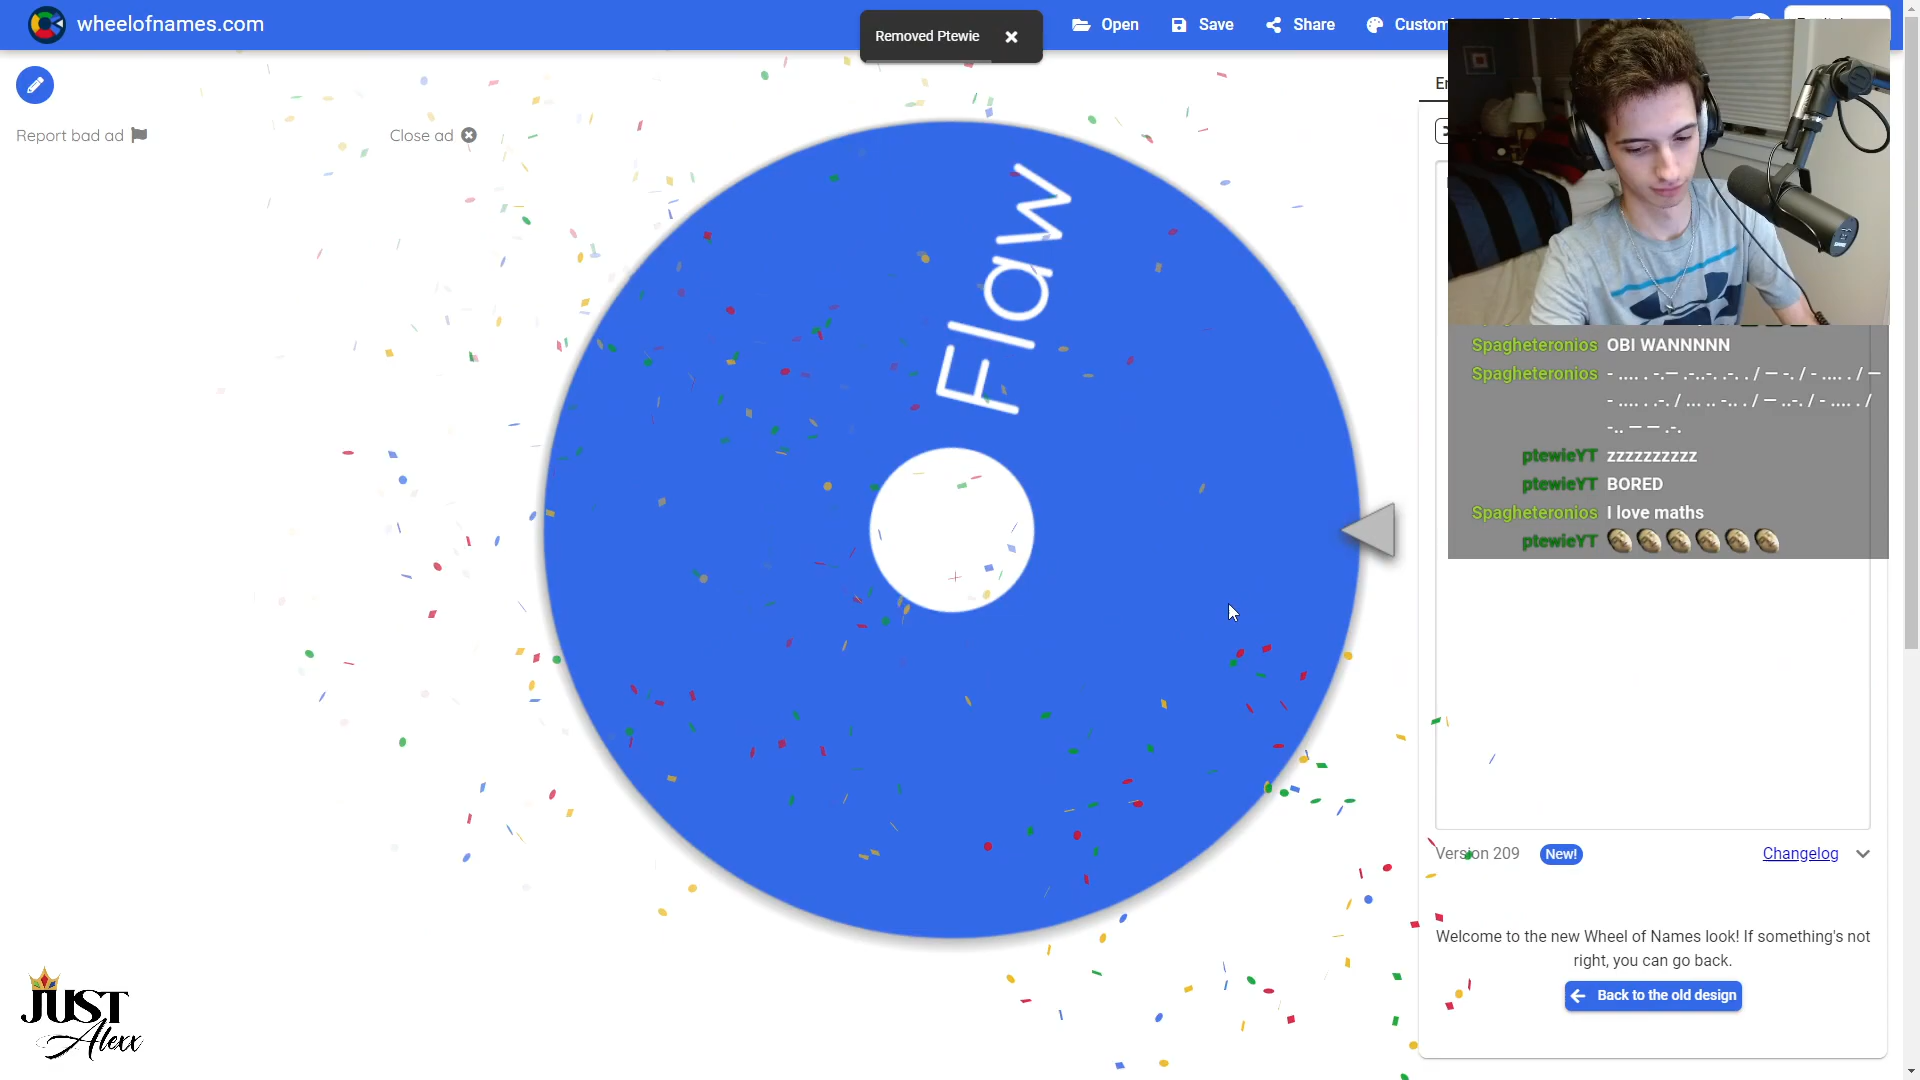 wheelofnames.com
Removed Ptewie
Open
Save
Share
Report bad ad
Close ad
Flaw
Spagheteronios OBI WANNNNN
Spagheteronios - .... . -.— .-..-. .-. . / — -. / - .... . / —
- .... . .-. / ... .. -.. . / — ..-. / - .... . /
-.. — — .-.
ptewieYT zzzzzzzzzz
ptewieYT BORED
Spagheteronios I love maths
ptewieYT
Version 209
New!
Changelog
Welcome to the new Wheel of Names look! If something's not
right, you can go back.
Back to the old design
JUST
Alexx